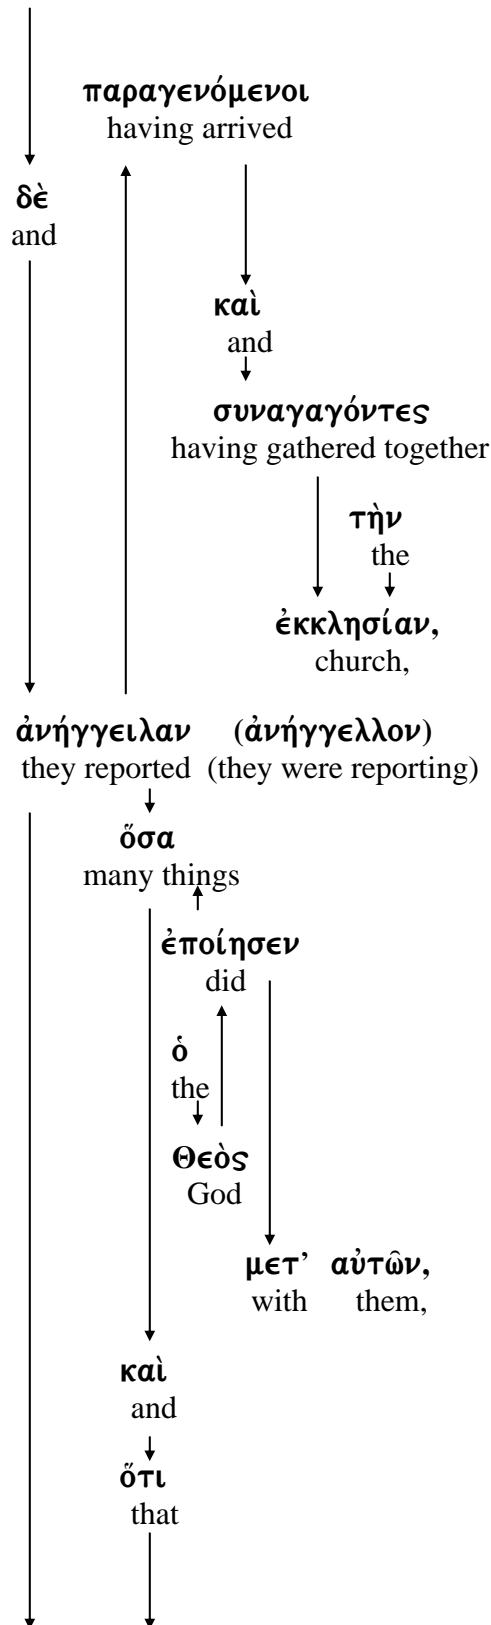 παραγενόμενοι
having arrived
δὲ
and
καὶ
and
συναγαγόντες
having gathered together
τὴν
the
ἐκκλησίαν,
church,
ἀνήγγειλαν (ἀνήγγελλον)
they reported (they were reporting)
ὅσα
many things
ἐποίησεν
did
ὁ
the
Θεὸς
God
μετ’ αὐτῶν,
with them,
καὶ
and
ὅτι
that